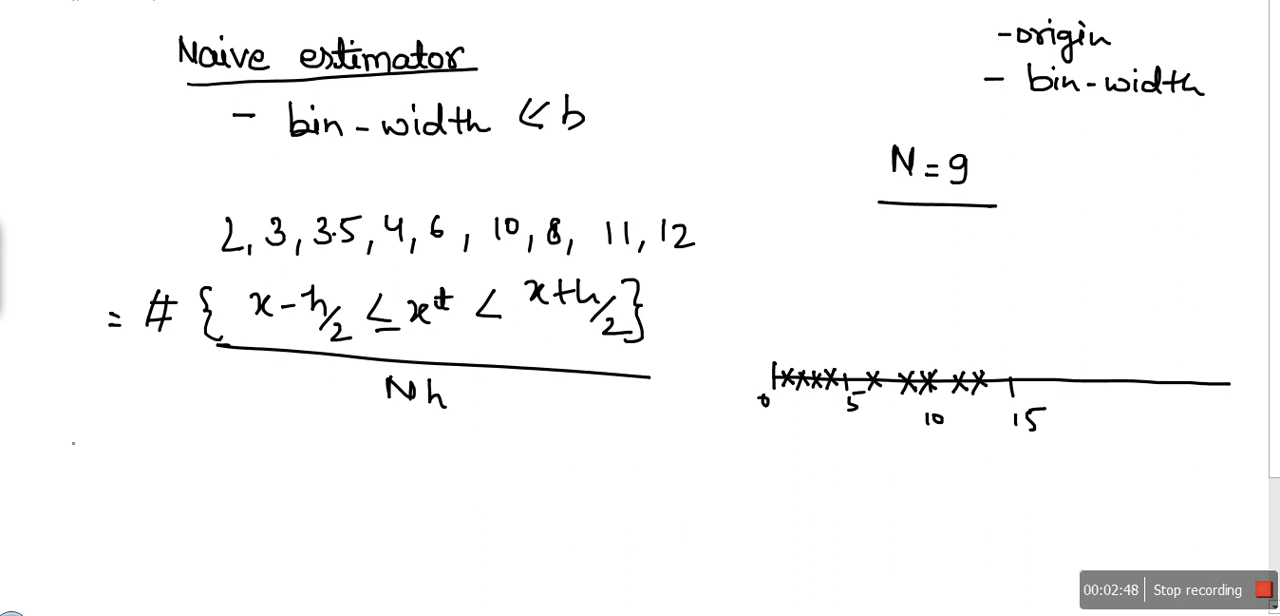 Naive estimator
- bin-width << b
-origin
- bin-width
N = 9
2, 3, 3.5, 4, 6, 10, 8, 11, 12
= # { x - h/2 ≤ x^t < x+h/2 }
Nh
0 5 10 15
00:02:48 Stop recording